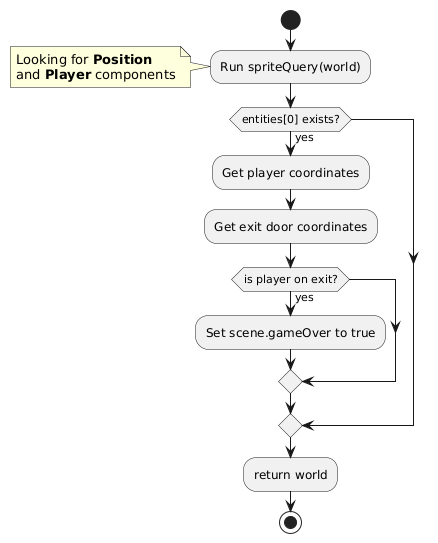 Looking for Position
and Player components
Run spriteQuery(world)
entities[0] exists?
yes
Get player coordinates
Get exit door coordinates
is player on exit?
yes
Set scene.gameOver to true
return world